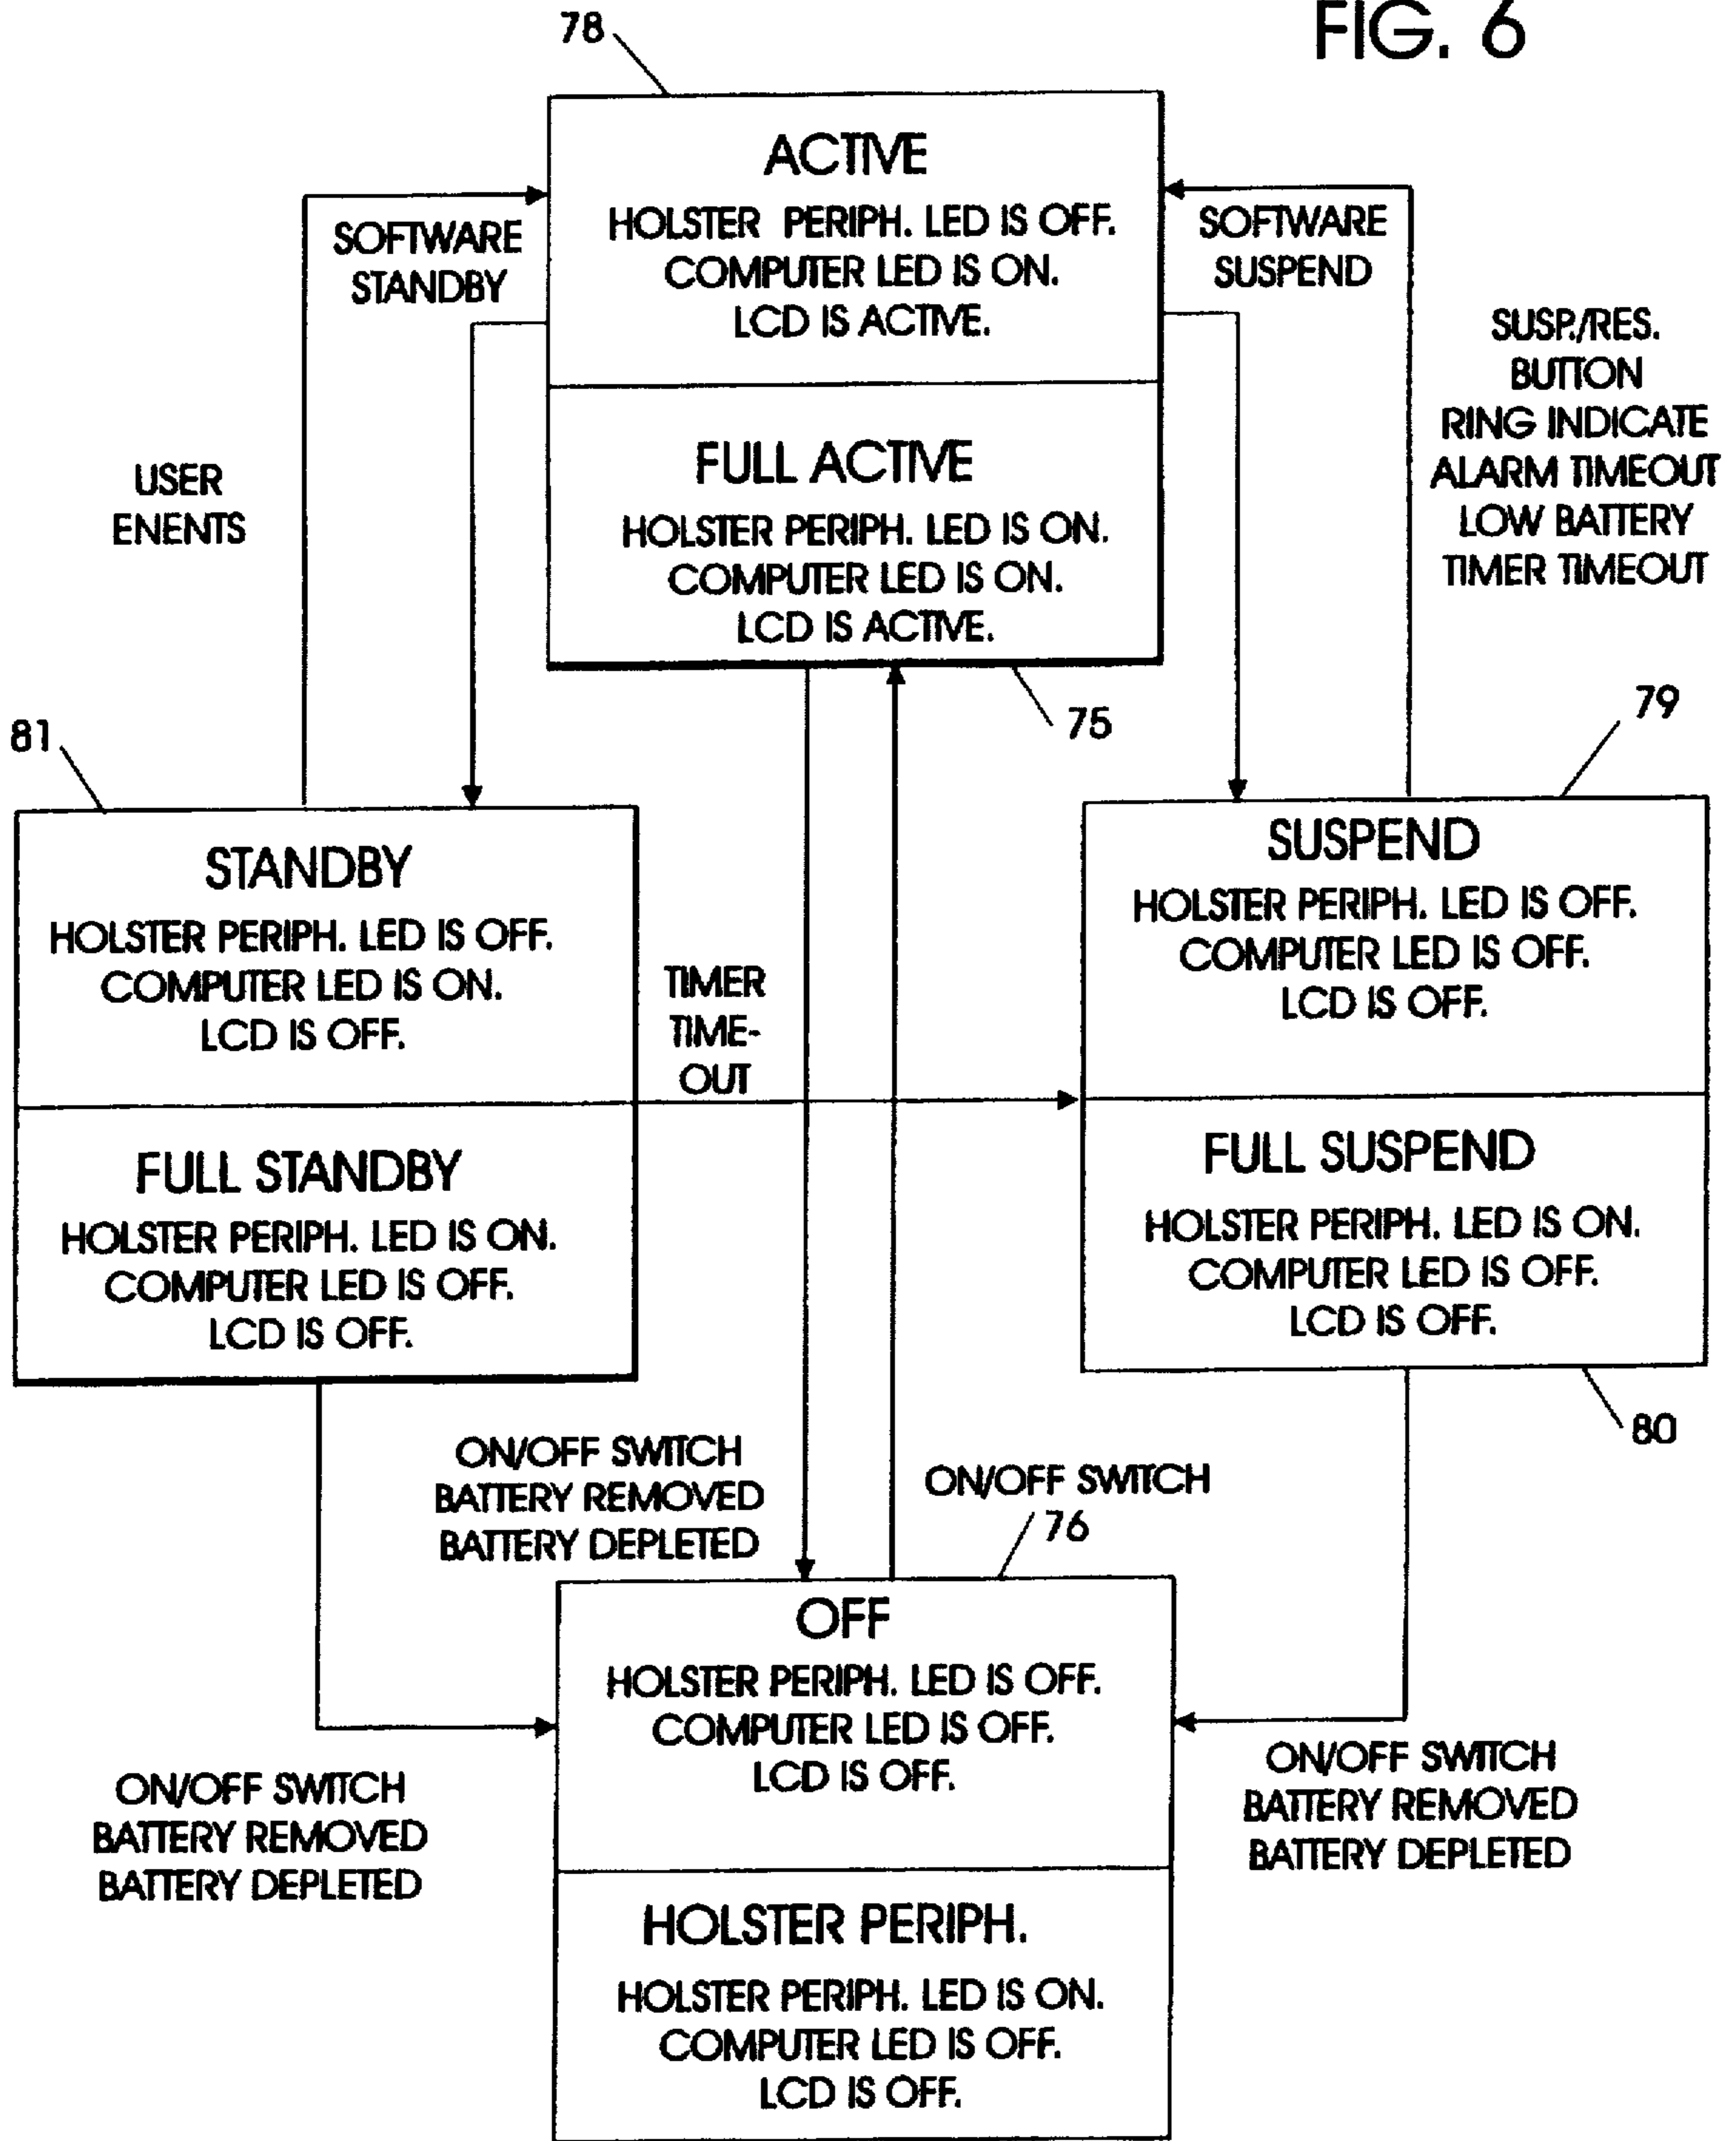 FIG. 6
78
ACTIVE
HOLSTER PERIPH. LED IS OFF.
COMPUTER LED IS ON.
LCD IS ACTIVE.
SOFTWARE
STANDBY
SOFTWARE
SUSPEND
FULL ACTIVE
HOLSTER PERIPH. LED IS ON.
COMPUTER LED IS ON.
LCD IS ACTIVE.
USER
ENENTS
SUSP./RES.
BUTTON
RING INDICATE
ALARM TIMEOUT
LOW BATTERY
TIMER TIMEOUT
75
81
79
STANDBY
HOLSTER PERIPH. LED IS OFF.
COMPUTER LED IS ON.
LCD IS OFF.
TIMER
TIME-
OUT
SUSPEND
HOLSTER PERIPH. LED IS OFF.
COMPUTER LED IS OFF.
LCD IS OFF.
FULL STANDBY
HOLSTER PERIPH. LED IS ON.
COMPUTER LED IS OFF.
LCD IS OFF.
FULL SUSPEND
HOLSTER PERIPH. LED IS ON.
COMPUTER LED IS OFF.
LCD IS OFF.
80
ON/OFF SWITCH
BATTERY REMOVED
BATTERY DEPLETED
ON/OFF SWITCH
76
OFF
HOLSTER PERIPH. LED IS OFF.
COMPUTER LED IS OFF.
LCD IS OFF.
ON/OFF SWITCH
BATTERY REMOVED
BATTERY DEPLETED
ON/OFF SWITCH
BATTERY REMOVED
BATTERY DEPLETED
HOLSTER PERIPH.
HOLSTER PERIPH. LED IS ON.
COMPUTER LED IS OFF.
LCD IS OFF.